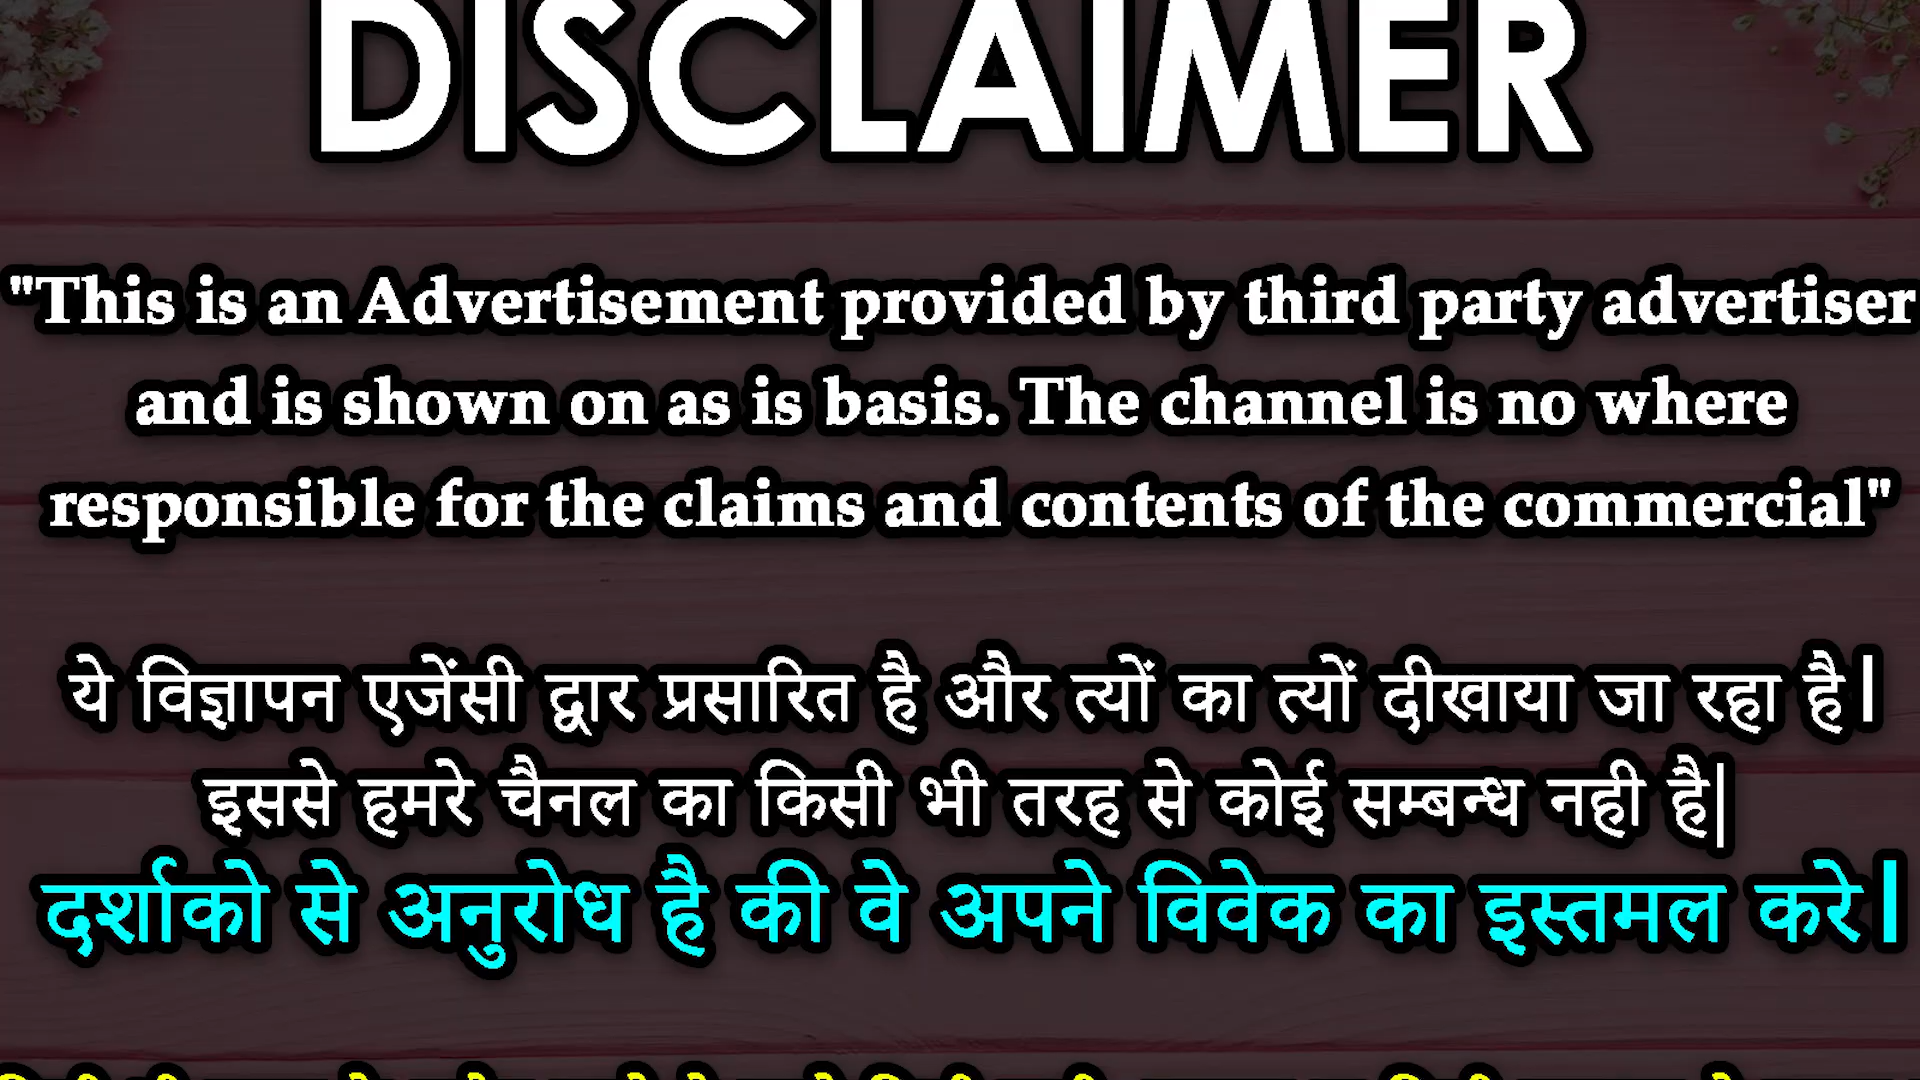 DISCLAIMER
"This is an Advertisement provided by third party advertiser
and is shown on as is basis. The channel is no where
responsible for the claims and contents of the commercial"
ये विज्ञापन एजेंसी द्वार प्रसारित है और त्यों का त्यों दीखाया जा रहा है|
इससे हमरे चैनल का किसी भी तरह से कोई सम्बन्ध नही है|
दर्शाको से अनुरोध है की वे अपने विवेक का इस्तमल करे|